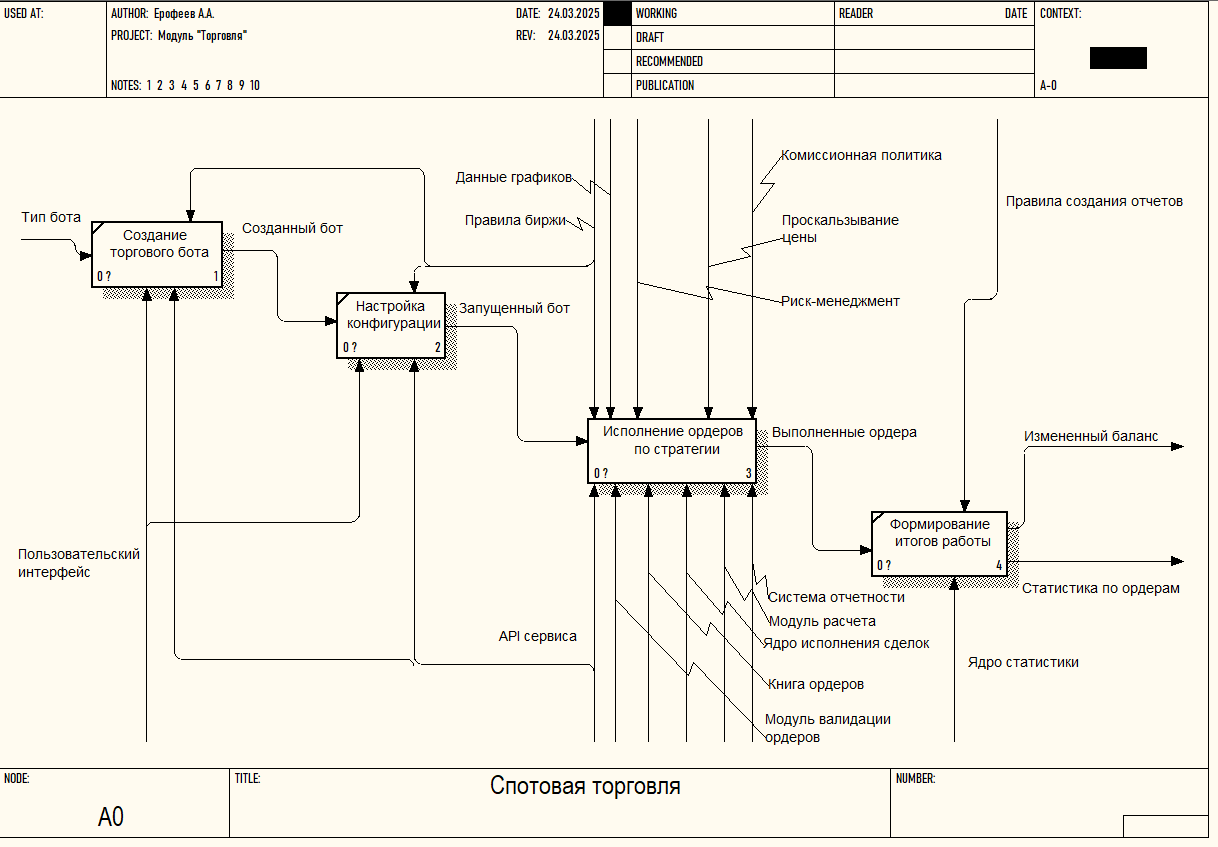 USED AT:
AUTHOR: Ерофеев А.А.
DATE: 24.03.2025
WORKING
READER
DATE
CONTEXT:
PROJECT: Модуль "Торговля"
REV: 24.03.2025
DRAFT
RECOMMENDED
NOTES: 1 2 3 4 5 6 7 8 9 10
PUBLICATION
A-0
Комиссионная политика
Данные графиков
Правила создания отчетов
Тип бота
Правила биржи
Проскальзывание
цены
Созданный бот
Создание
торгового бота
0 ?
1
Риск-менеджмент
Настройка
конфигурации
0 ?
2
Запущенный бот
Исполнение ордеров
по стратегии
0 ?
3
Выполненные ордера
Измененный баланс
Формирование
итогов работы
0 ?
4
Пользовательский
интерфейс
Статистика по ордерам
Система отчетности
Модуль расчета
API сервиса
Ядро исполнения сделок
Ядро статистики
Книга ордеров
Модуль валидации
ордеров
NODE:
A0
TITLE:
Спотовая торговля
NUMBER: